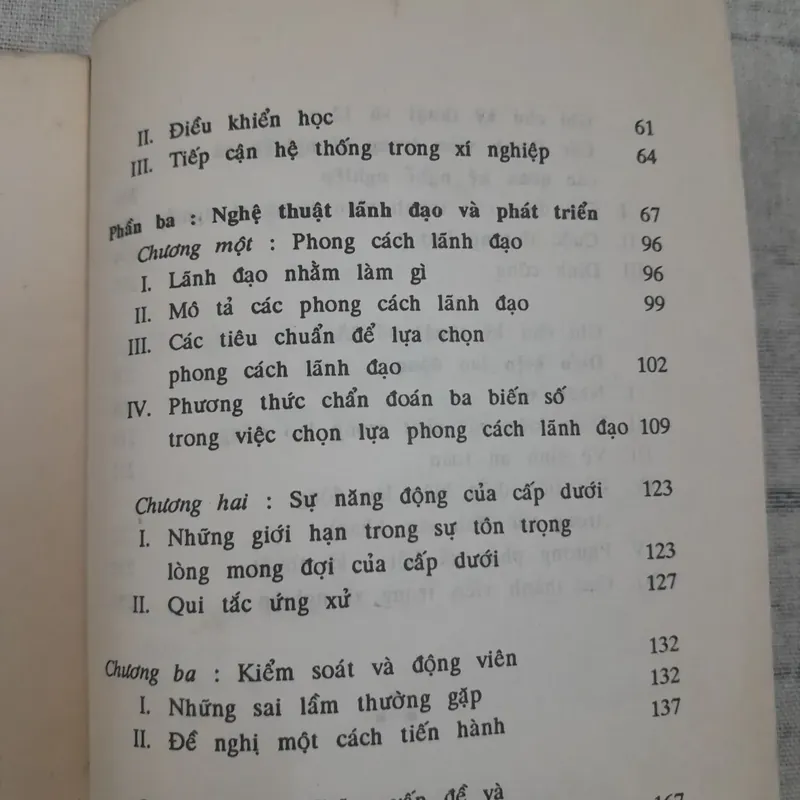 II. Điều khiển học 61
III. Tiếp cận hệ thống trong xí nghiệp 64
Phần ba : Nghệ thuật lãnh đạo và phát triển 67
Chương một : Phong cách lãnh đạo 96
I. Lãnh đạo nhằm làm gì 96
II. Mô tả các phong cách lãnh đạo 99
III. Các tiêu chuẩn để lựa chọn
phong cách lãnh đạo 102
IV. Phương thức chẩn đoán ba biến số
trong việc chọn lựa phong cách lãnh đạo 109
Chương hai : Sự năng động của cấp dưới 123
I. Những giới hạn trong sự tôn trọng
lòng mong đợi của cấp dưới 123
II. Qui tắc ứng xử 127
Chương ba : Kiểm soát và động viên 132
I. Những sai lầm thường gặp 132
II. Đề nghị một cách tiến hành 137
đề và 167